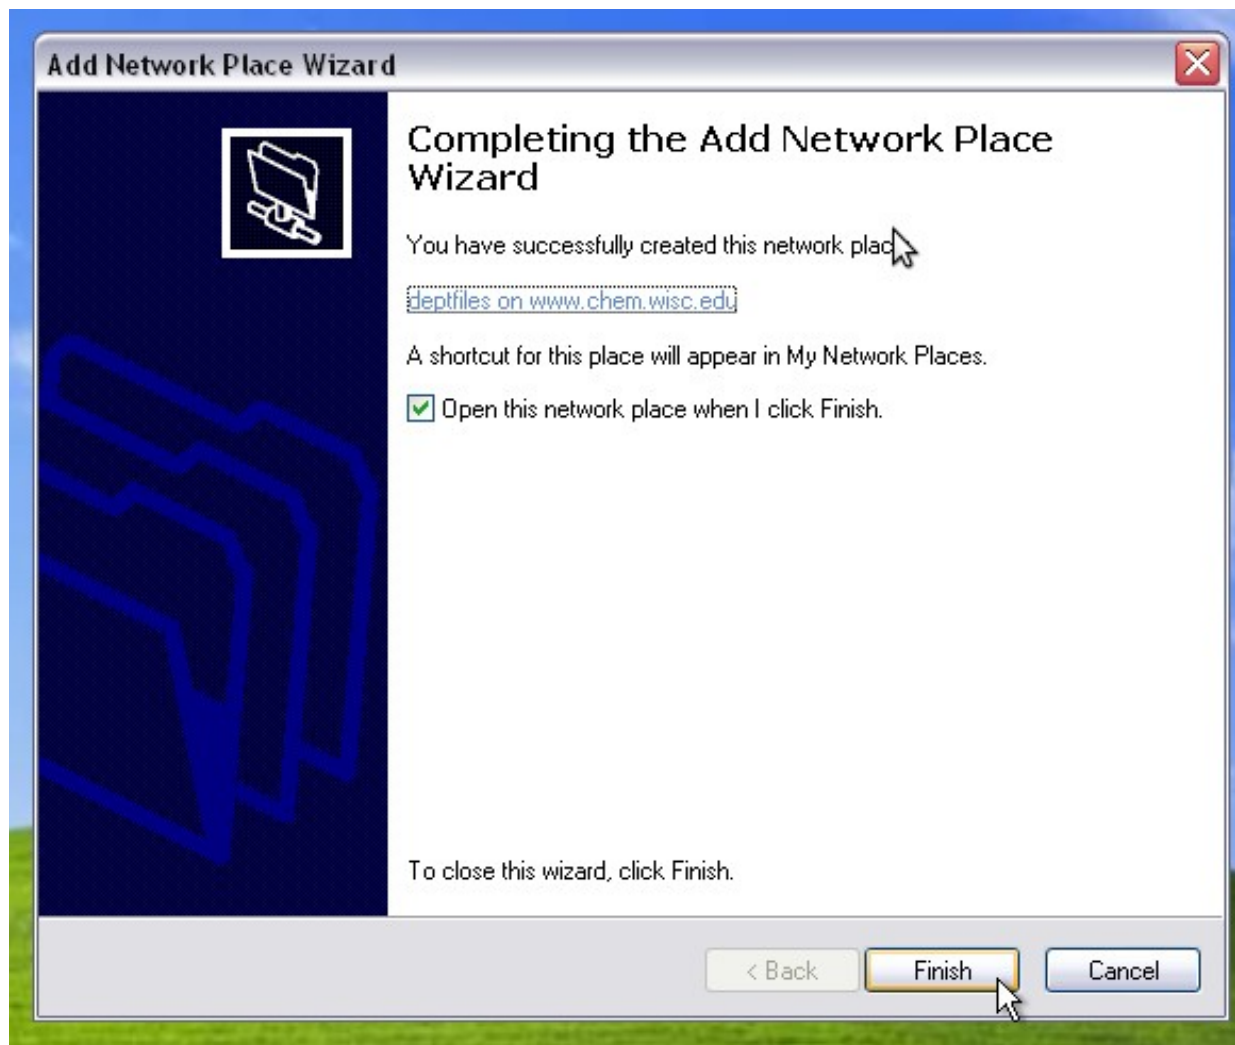 Add Network Place Wizard
Completing the Add Network Place
Wizard
You have successfully created this network plac
deptfiles on www.chem.wisc.edu
A shortcut for this place will appear in My Network Places.
Open this network place when I click Finish.
To close this wizard, click Finish.
< Back Finish Cancel